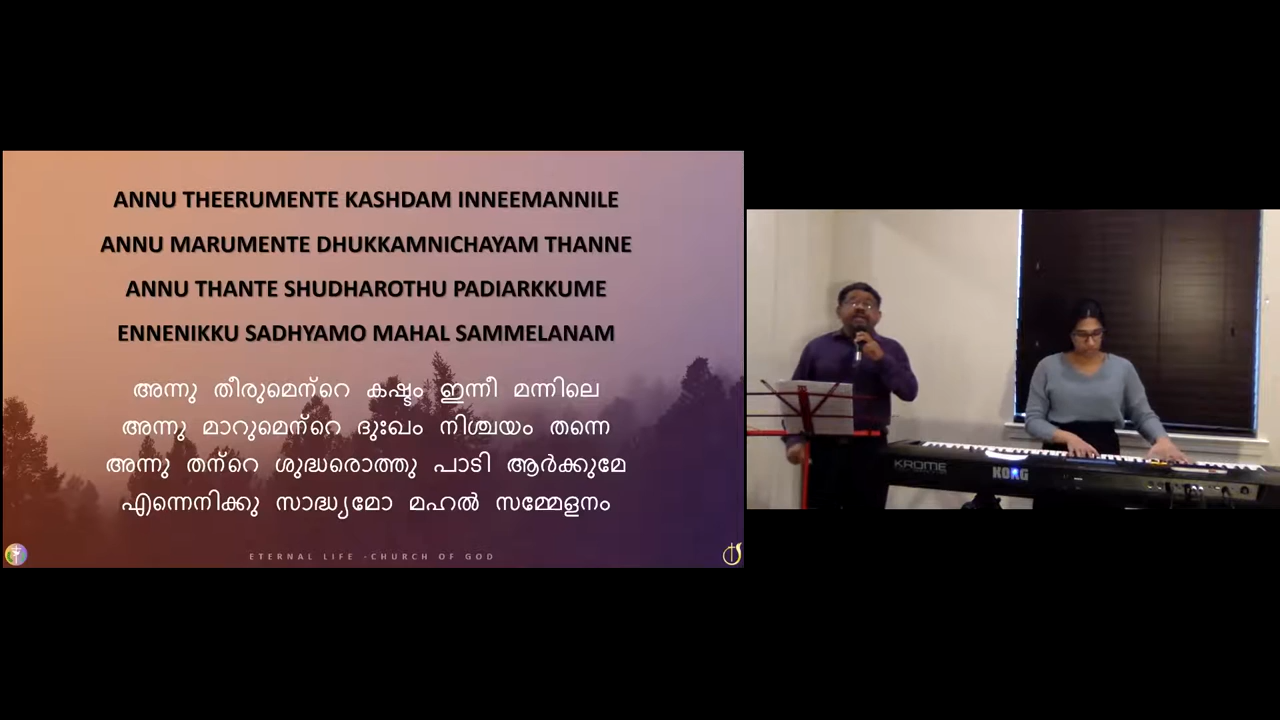 ANNU THEERUMENTE KASHDAM INNEEMANNILE
ANNU MARUMENTE DHUKKAMNICHAYAM THANNE
ANNU THANTE SHUDHAROTHU PADIARKKUME
ENNENIKKU SADHYAMO MAHAL SAMMELANAM
അന്നു തീരുമെന്റെ കഷ്ടം ഇന്നീ മന്നിലെ
അന്നു മാറുമെന്റെ ദുഃഖം നിശ്ചയം തന്നെ
അന്നു തന്റെ ശുദ്ധരൊത്തു പാടി ആർക്കുമേ
എന്നെനിക്കു സാദ്ധ്യമോ മഹൽ സമ്മേളനം
ETERNAL LIFE -CHURCH OF GOD
KROME
KORG